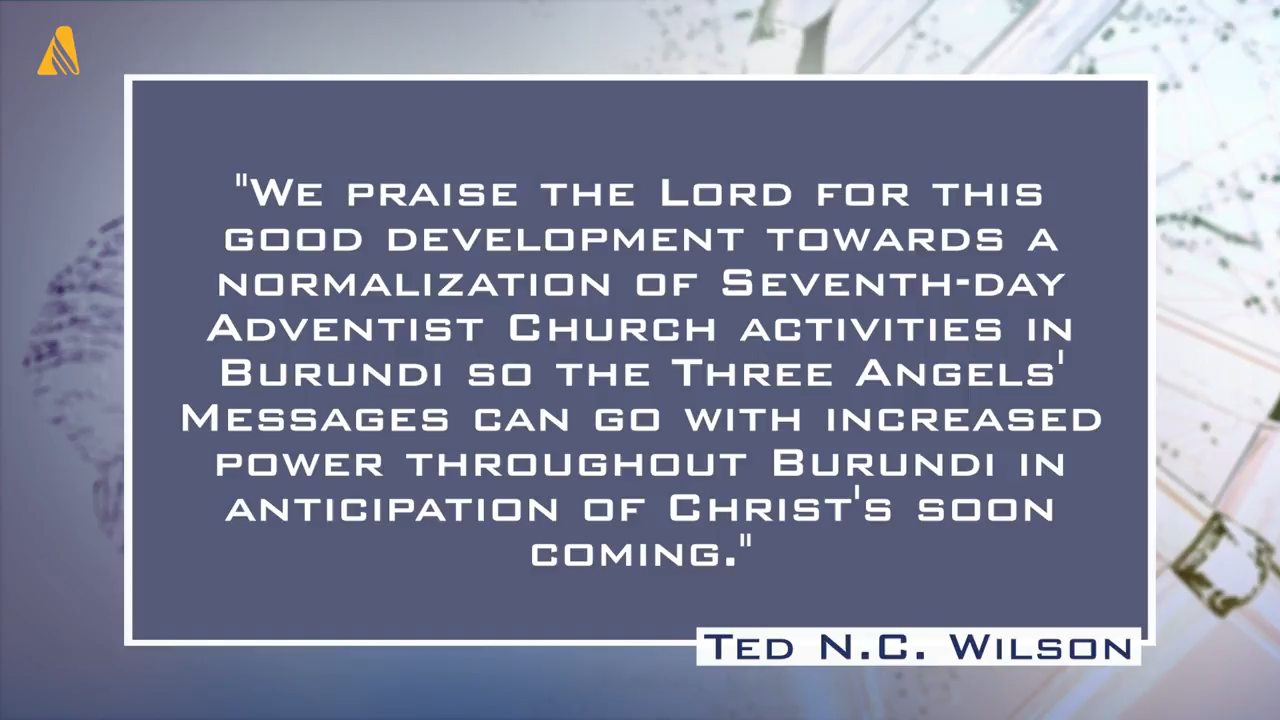 "We praise the Lord for this
good development towards a
normalization of Seventh-day
Adventist Church activities in
Burundi so the Three Angels'
Messages can go with increased
power throughout Burundi in
anticipation of Christ's soon
coming."
Ted N.C. Wilson